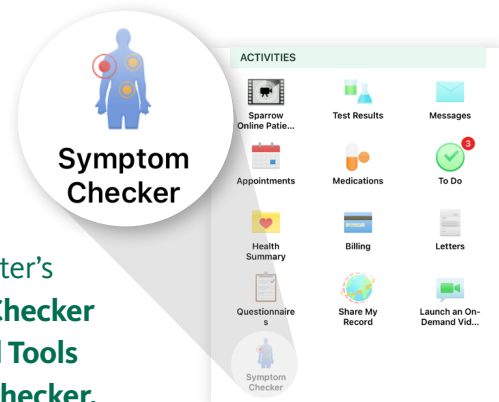 ACTIVITIES
Sparrow
Online Patie...
Test Results
Messages
Appointments
Medications
3
To Do
Health
Summary
Billing
Letters
Questionnaire
s
Share My
Record
Launch an On-
Demand Vid...
Symptom
Checker
Symptom
Checker
ter's
Checker
l Tools
hecker.